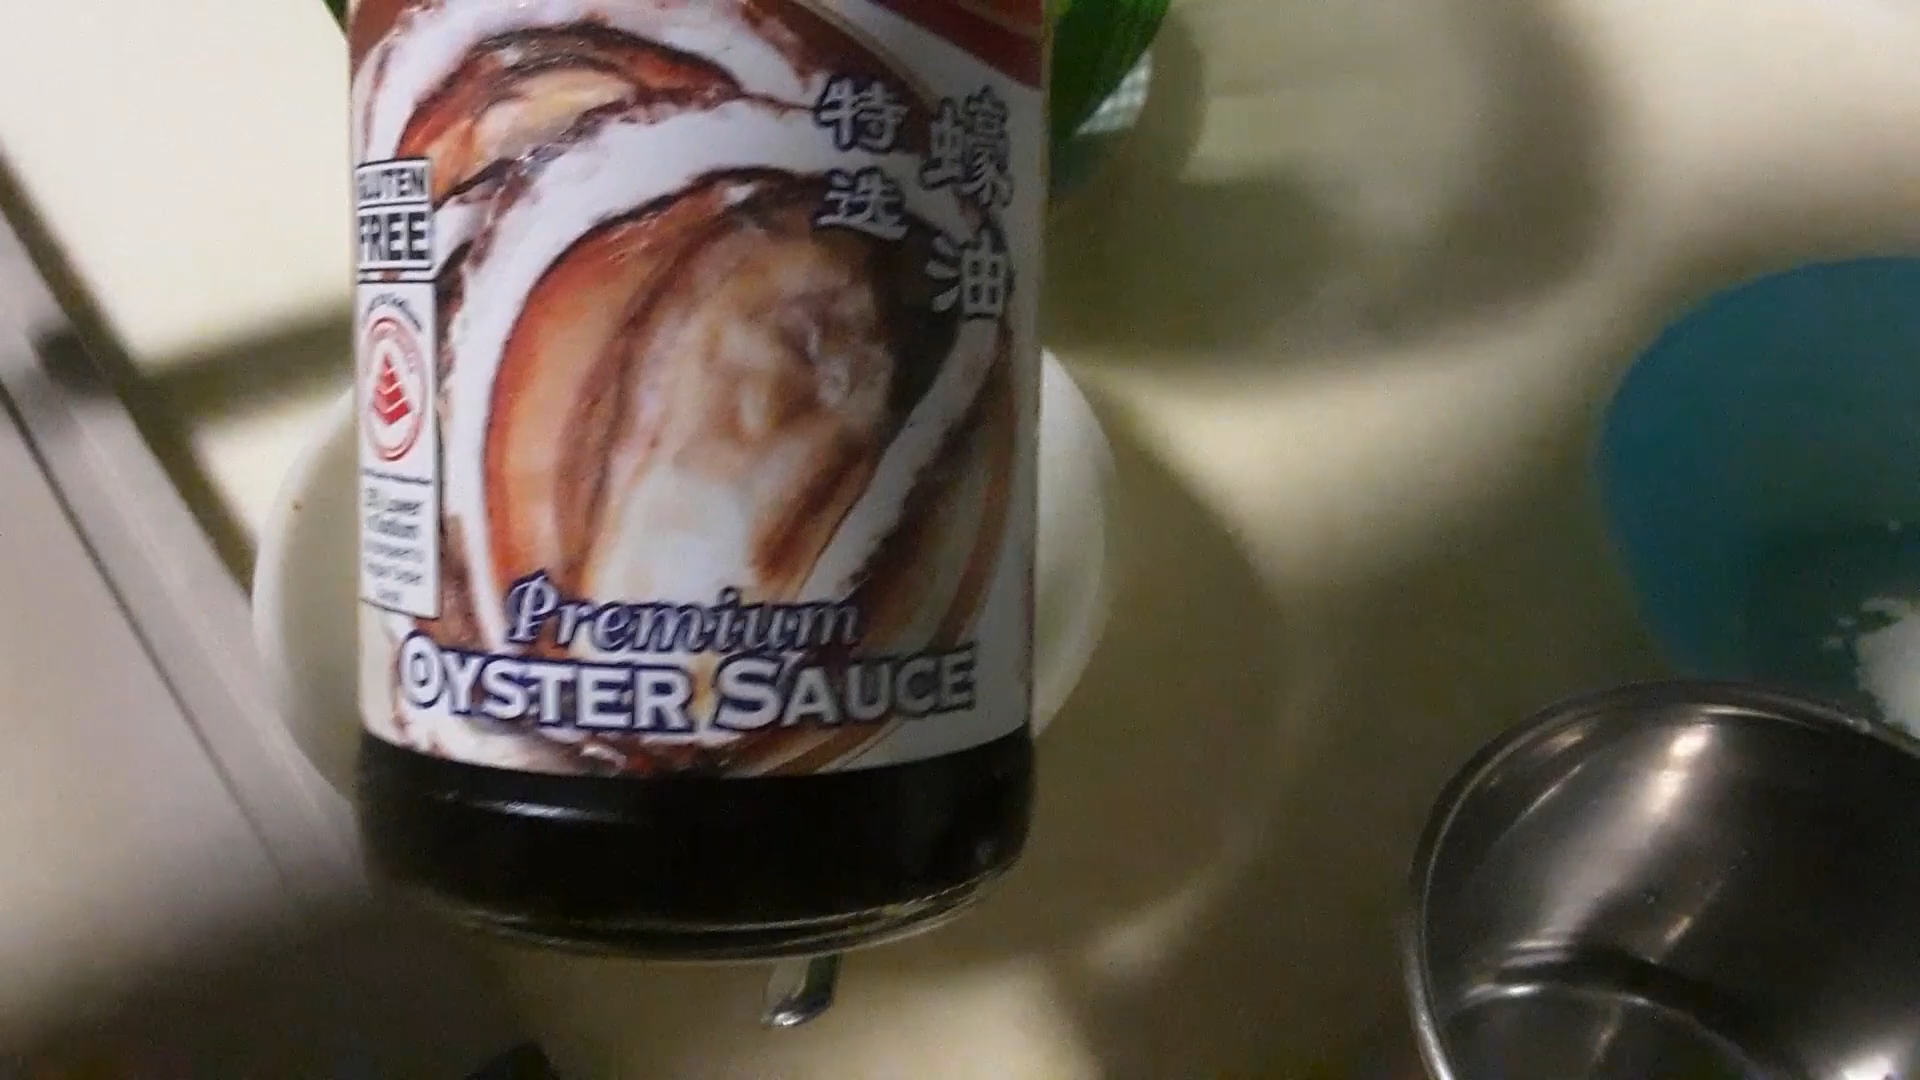 特选
蠔油
GLUTEN
FREE
Premium
OYSTER SAUCE